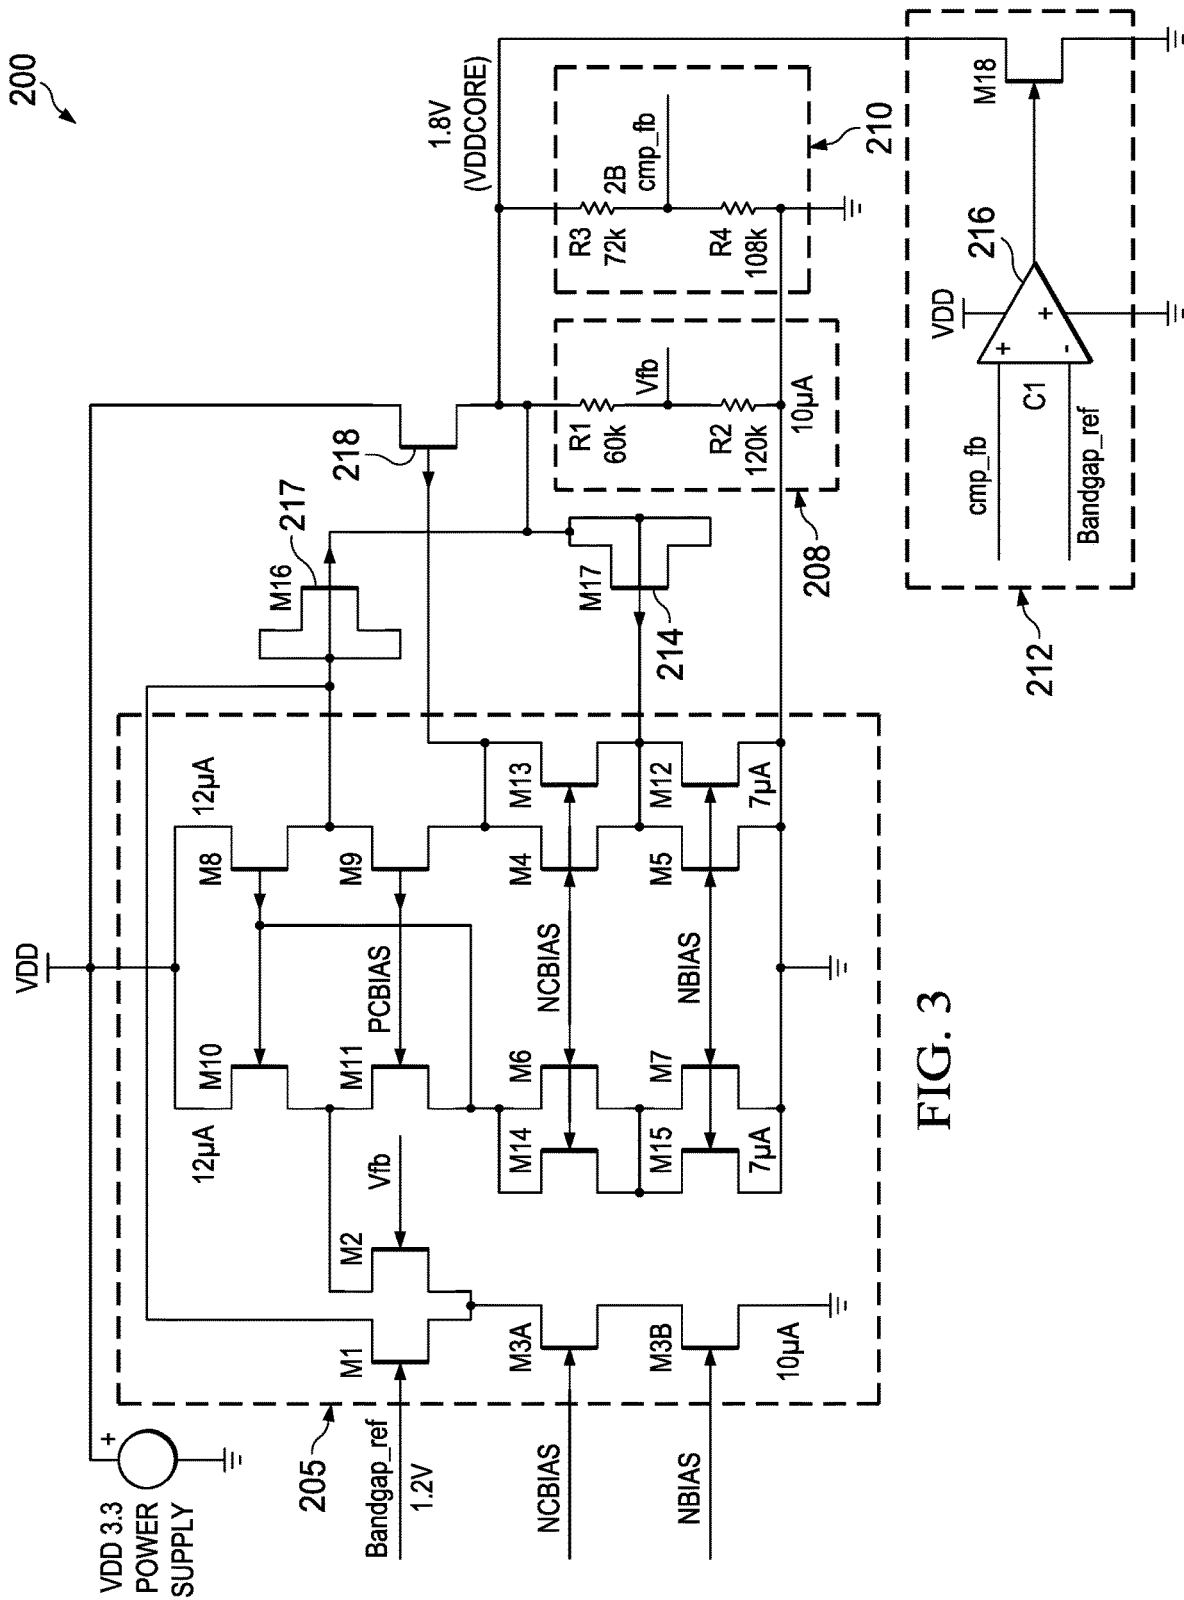 200
VDD 3.3
POWER
SUPPLY
+
VDD
205
Bandgap_ref
1.2V
NCBIAS
NBIAS
M1
M2
Vfb
M3A
M3B
10µA
12µA
M10
M11
PCBIAS
M14
M6
NCBIAS
M15
M7
NBIAS
7µA
12µA
M8
M9
M4
M13
M5
M12
7µA
M16
217
M17
214
218
1.8V
(VDDCORE)
R1
60k
Vfb
R2
120k
10µA
208
R3
72k
2B
cmp_fb
R4
108k
210
cmp_fb
Bandgap_ref
C1
+
-
+
VDD
216
M18
212
FIG. 3